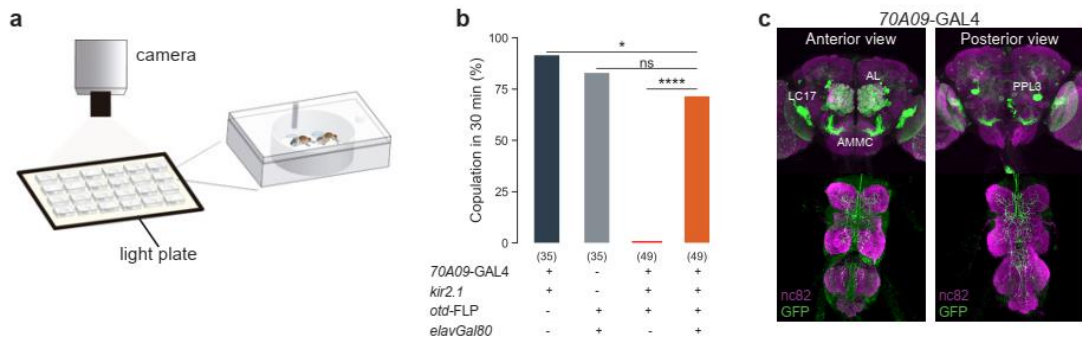 a
camera
light plate
b
Copulation in 30 min (%)
100
75
50
25
0
*
ns
****
(35) (35) (49) (49)
70A09-GAL4 + - + +
kir2.1 + - + +
otd-FLP - + + +
elavGal80 - + - +
c
70A09-GAL4
Anterior view
AL
LC17
AMMC
nc82
GFP
Posterior view
PPL3
nc82
GFP